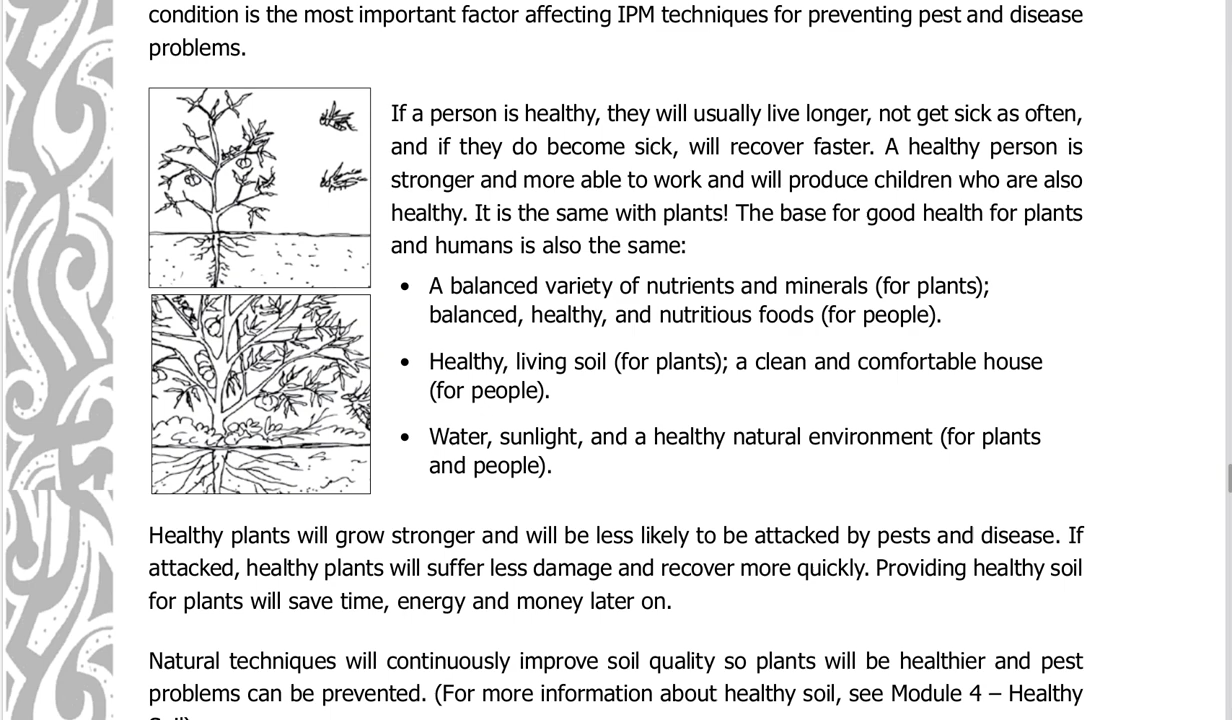 condition is the most important factor affecting IPM techniques for preventing pest and disease
problems.
If a person is healthy, they will usually live longer, not get sick as often,
and if they do become sick, will recover faster. A healthy person is
stronger and more able to work and will produce children who are also
healthy. It is the same with plants! The base for good health for plants
and humans is also the same:
• A balanced variety of nutrients and minerals (for plants);
balanced, healthy, and nutritious foods (for people).
• Healthy, living soil (for plants); a clean and comfortable house
(for people).
• Water, sunlight, and a healthy natural environment (for plants
and people).
Healthy plants will grow stronger and will be less likely to be attacked by pests and disease. If
attacked, healthy plants will suffer less damage and recover more quickly. Providing healthy soil
for plants will save time, energy and money later on.
Natural techniques will continuously improve soil quality so plants will be healthier and pest
problems can be prevented. (For more information about healthy soil, see Module 4 – Healthy